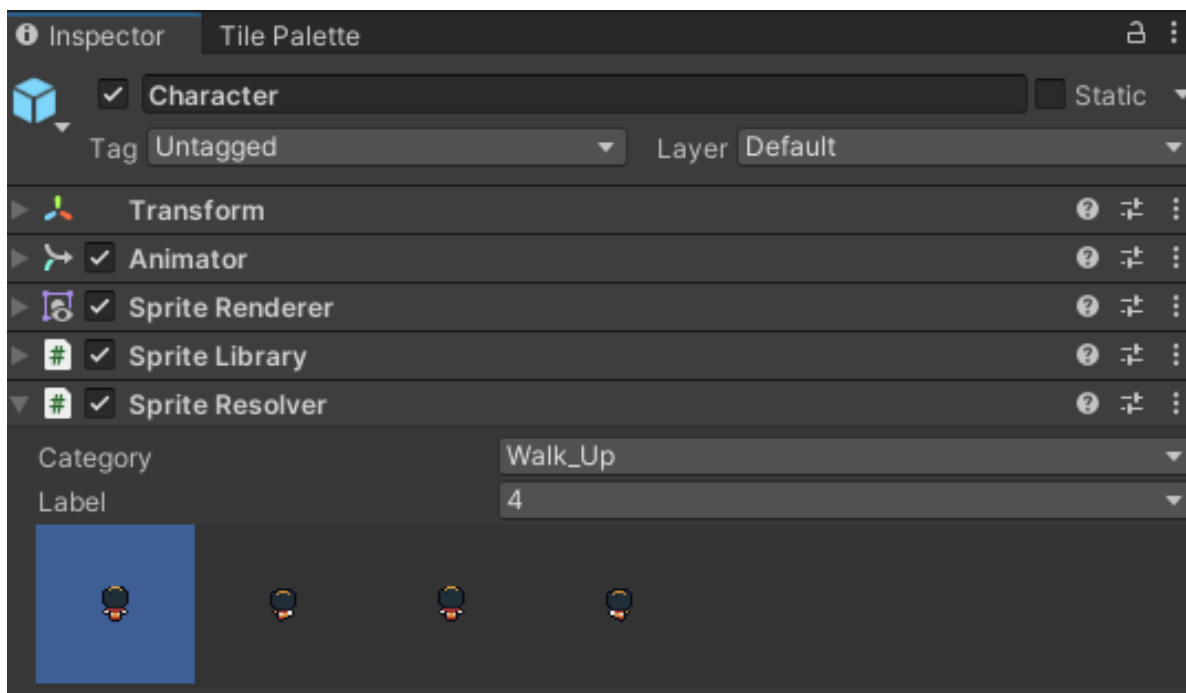 Inspector Tile Palette
Character Static
Tag Untagged Layer Default
Transform
Animator
Sprite Renderer
# Sprite Library
# Sprite Resolver
Category Walk_Up
Label 4